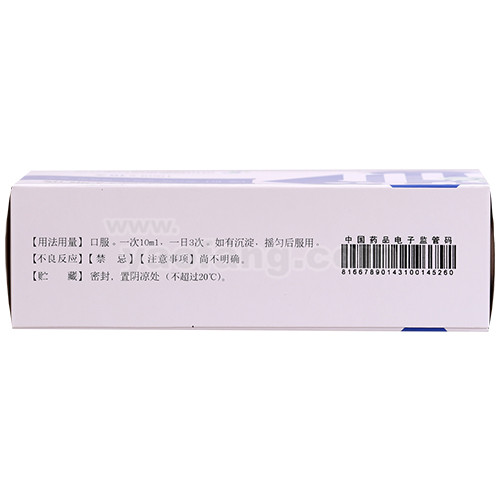 【用法用量】口服。一次10ml，一日3次。如有沉淀，摇匀后服用。
【不良反应】【禁 忌】【注意事项】尚不明确。
【贮 藏】密封，置阴凉处（不超过20℃）。
中国药品电子监管码
81667890143100145260